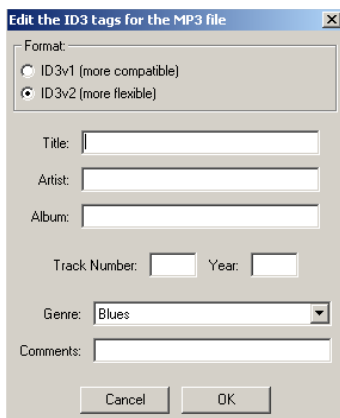 Edit the ID3 tags for the MP3 file
Format:
ID3v1 (more compatible)
ID3v2 (more flexible)
Title:
Artist:
Album:
Track Number: Year:
Genre: Blues
Comments:
Cancel OK